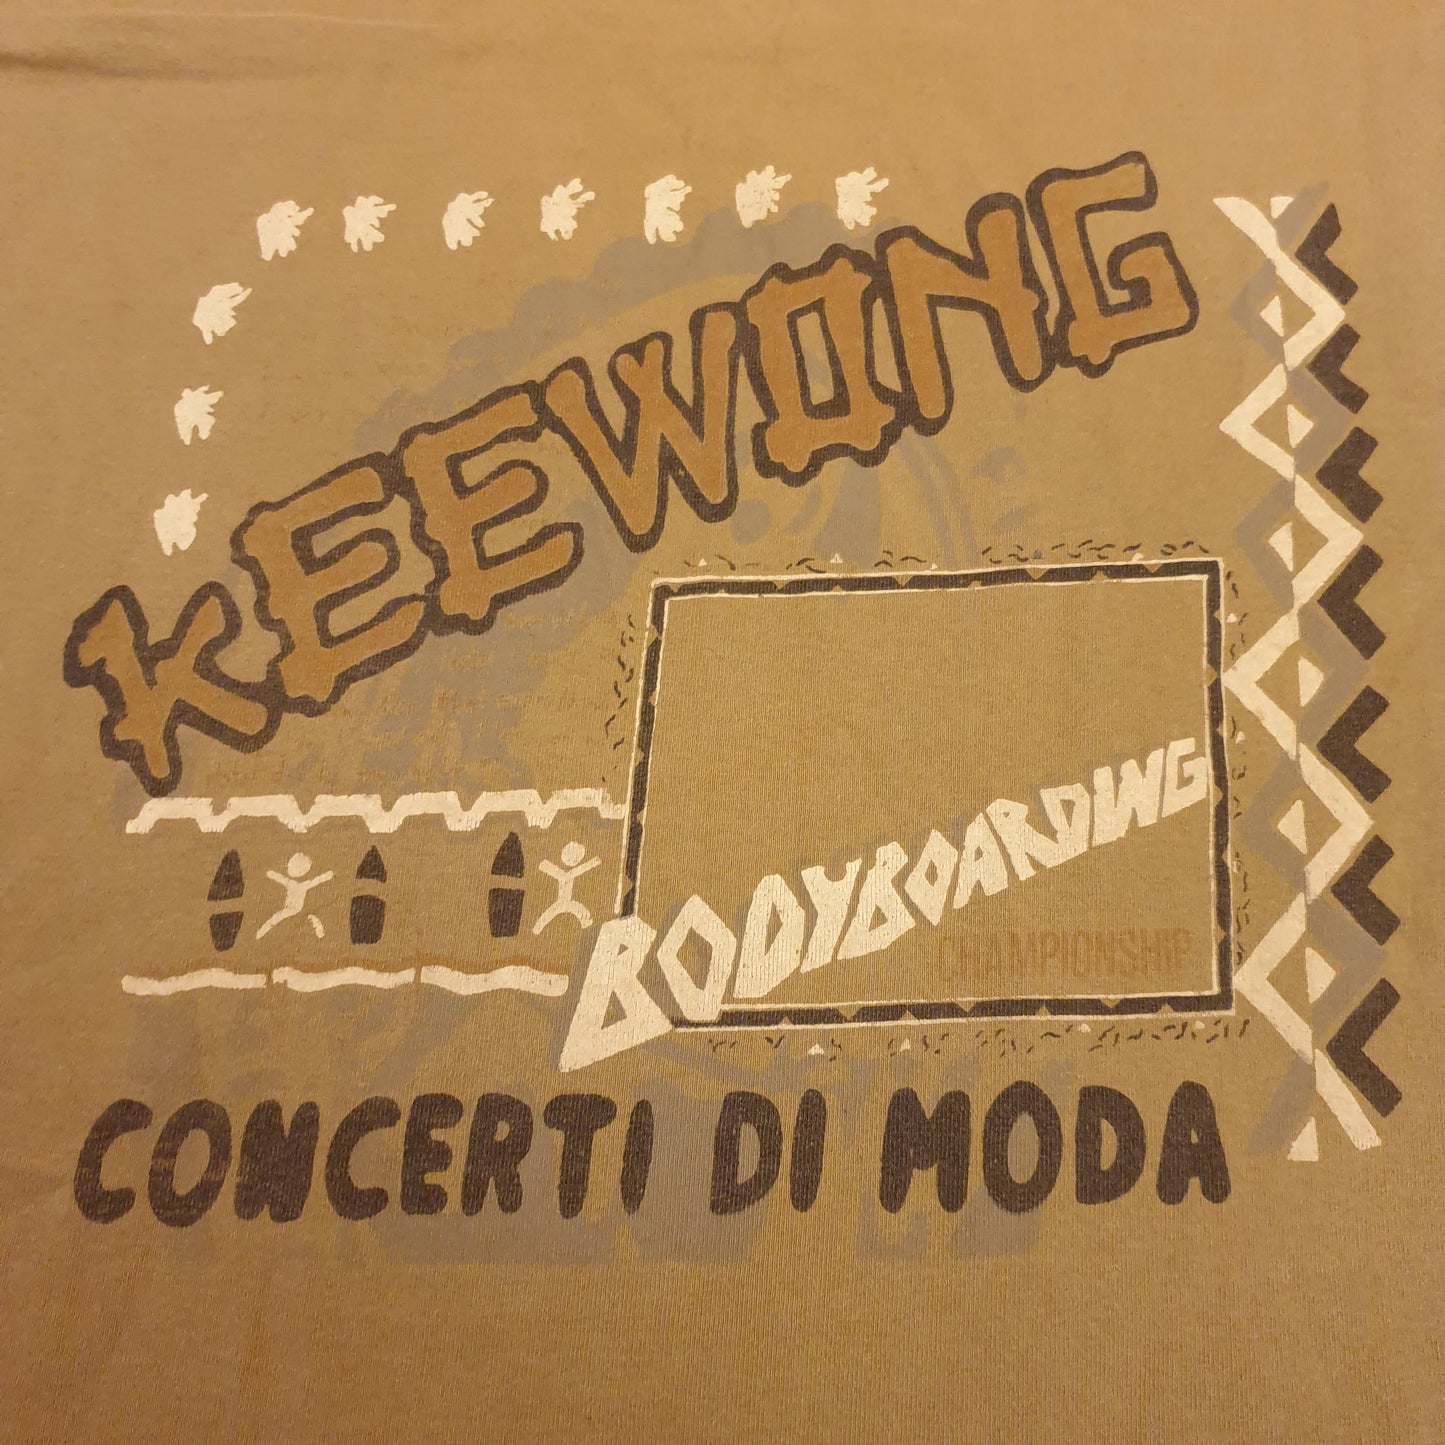 KEEWONG
BODYBOARDING
CHAMPIONSHIP
CONCERTI DI MODA